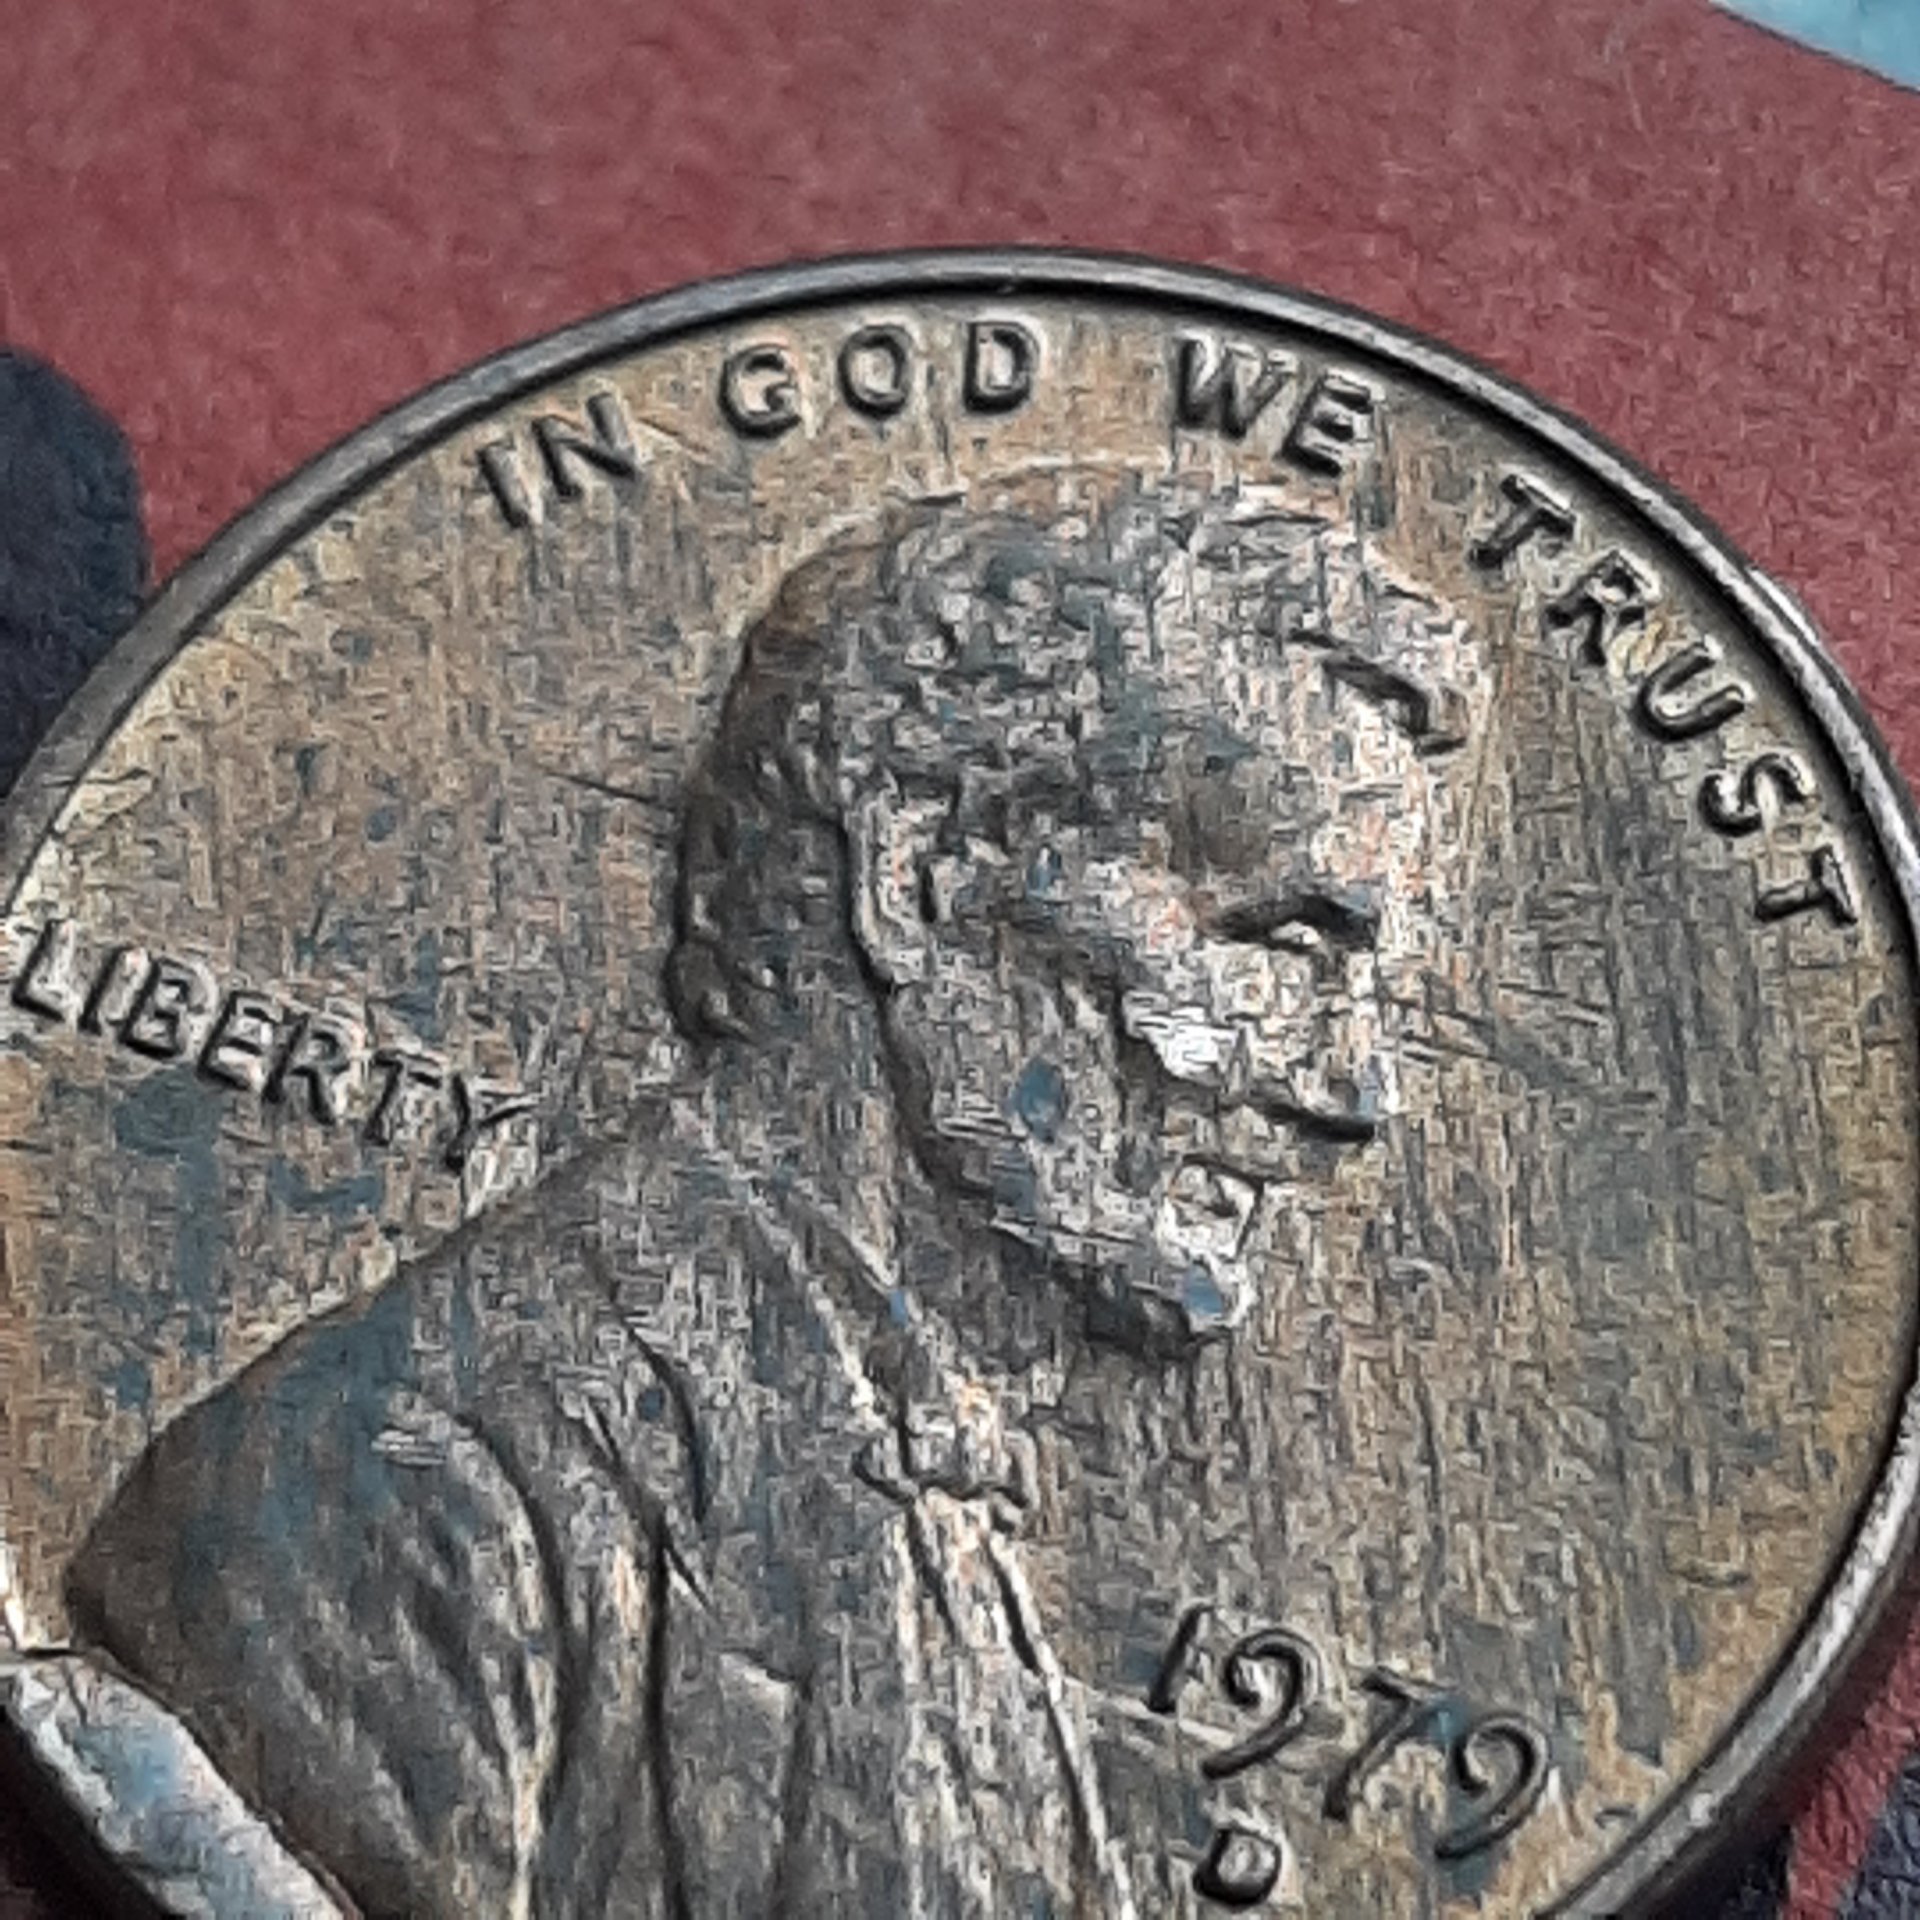 IN GOD WE TRUST
LIBERTY
1979
D